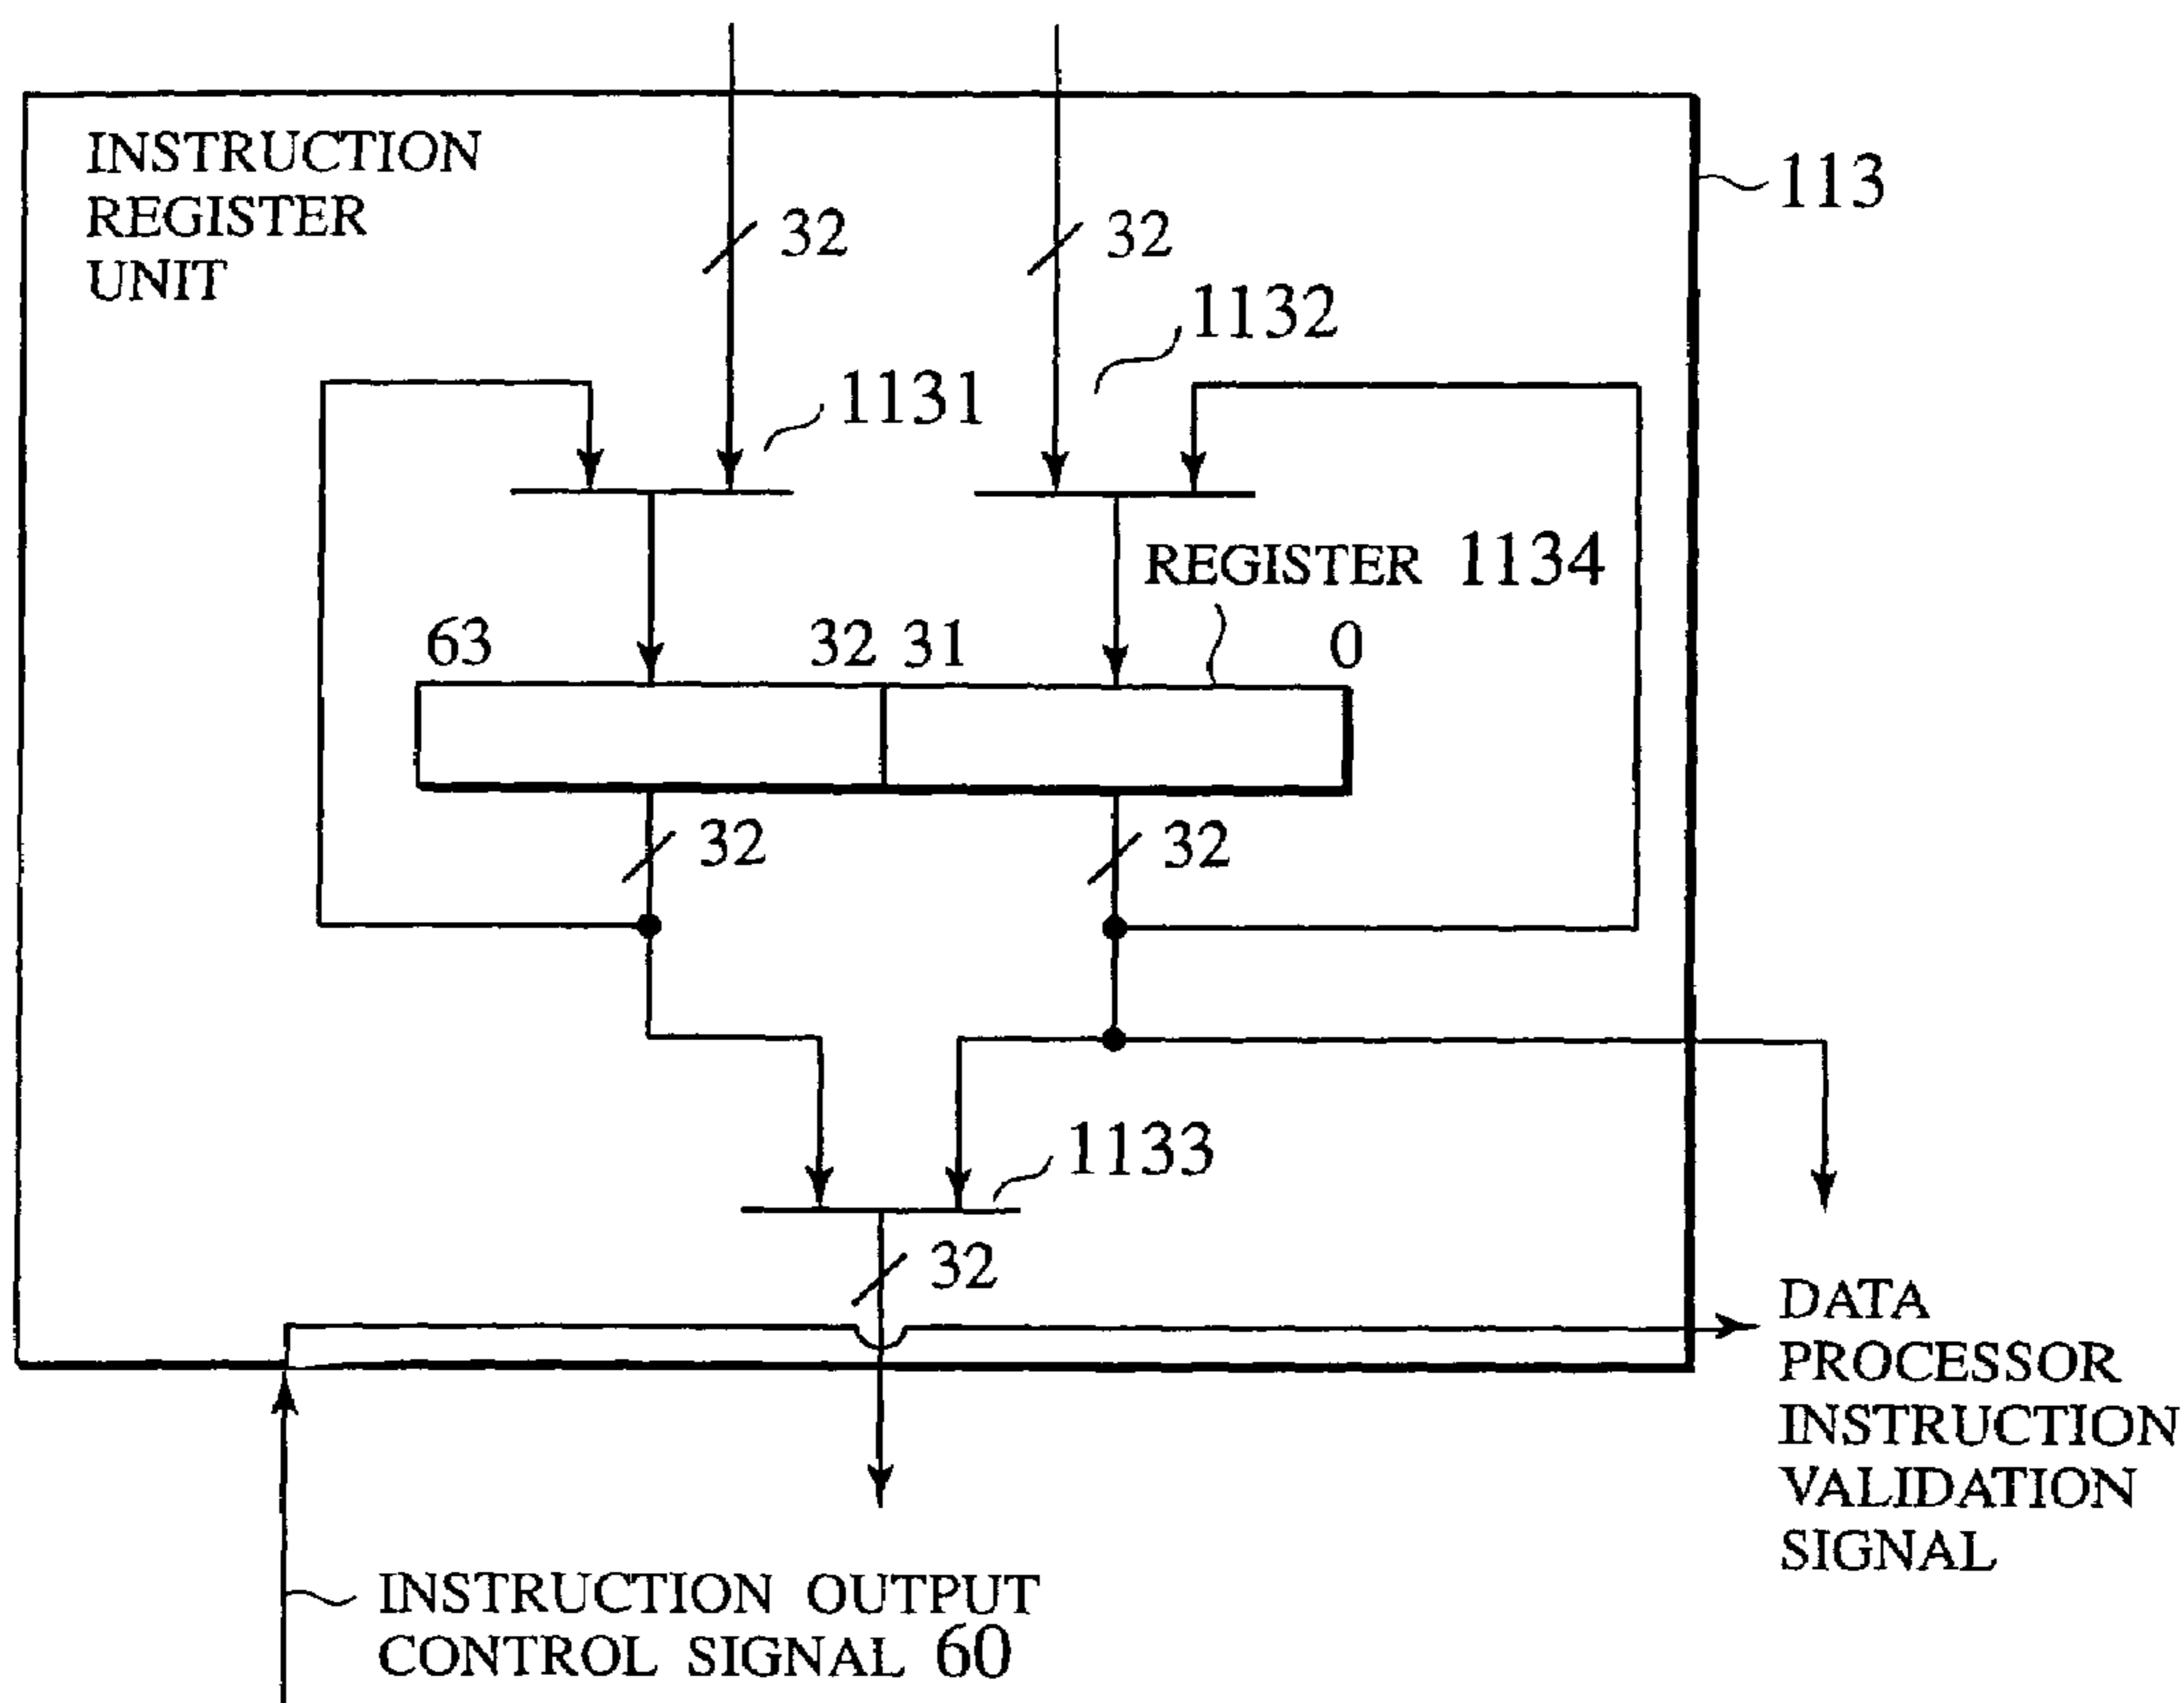 INSTRUCTION
REGISTER
UNIT
113
32
32
1132
1131
REGISTER 1134
63
32 31
0
32
32
1133
32
DATA
PROCESSOR
INSTRUCTION
VALIDATION
SIGNAL
INSTRUCTION OUTPUT
CONTROL SIGNAL 60